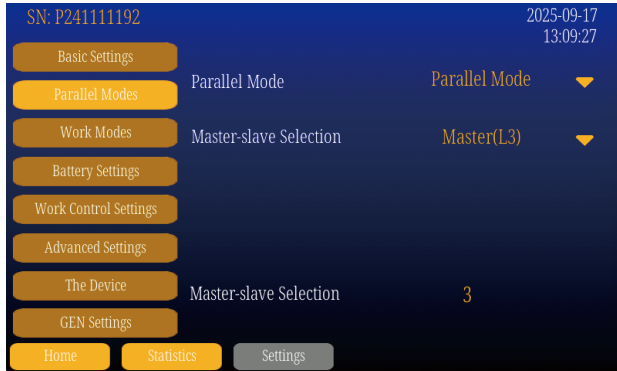 SN: P241111192
2025-09-17
13:09:27
Basic Settings
Parallel Modes
Work Modes
Battery Settings
Work Control Settings
Advanced Settings
The Device
GEN Settings
Parallel Mode Parallel Mode
Master-slave Selection Master(L3)
Master-slave Selection 3
Home Statistics Settings